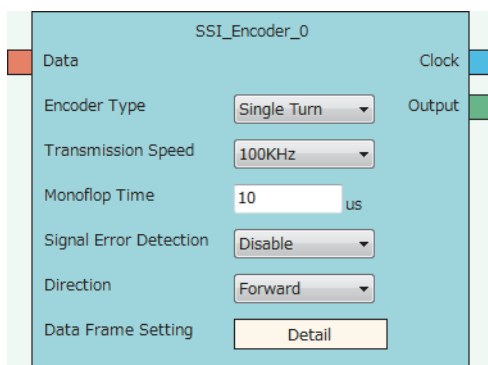 SSI_Encoder_0
Data Clock
Encoder Type Single Turn Output
Transmission Speed 100KHz
Monoflop Time 10 us
Signal Error Detection Disable
Direction Forward
Data Frame Setting Detail